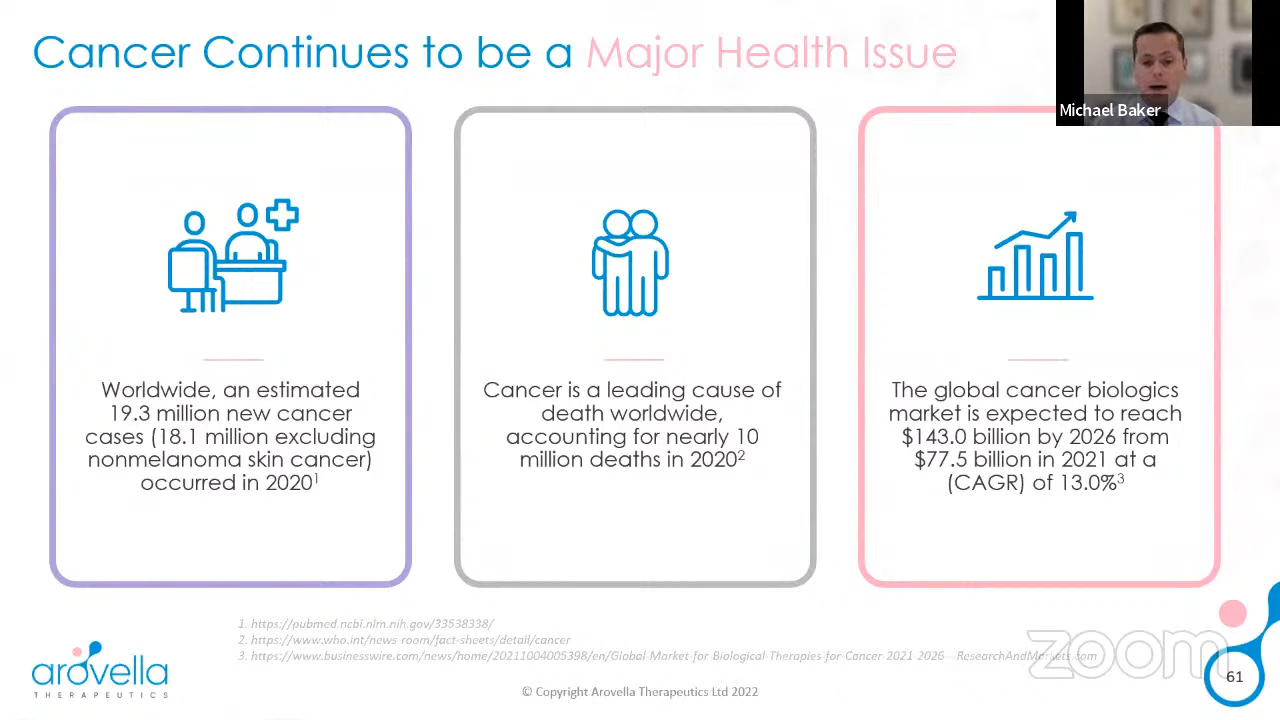 Cancer Continues to be a Major Health Issue
Michael Baker
Worldwide, an estimated
19.3 million new cancer
cases (18.1 million excluding
nonmelanoma skin cancer)
occurred in 2020¹
Cancer is a leading cause of
death worldwide,
accounting for nearly 10
million deaths in 2020²
The global cancer biologics
market is expected to reach
$143.0 billion by 2026 from
$77.5 billion in 2021 at a
(CAGR) of 13.0%³
1. https://pubmed.ncbi.nlm.nih.gov/33538338/
2. https://www.who.int/news-room/fact-sheets/detail/cancer
3. https://www.businesswire.com/news/home/20211004005398/en/Global-Market-for-Biological-Therapies-for-Cancer-2021-2026---ResearchAndMarkets.com
zoom
arovella
THERAPEUTICS
© Copyright Arovella Therapeutics Ltd 2022
61